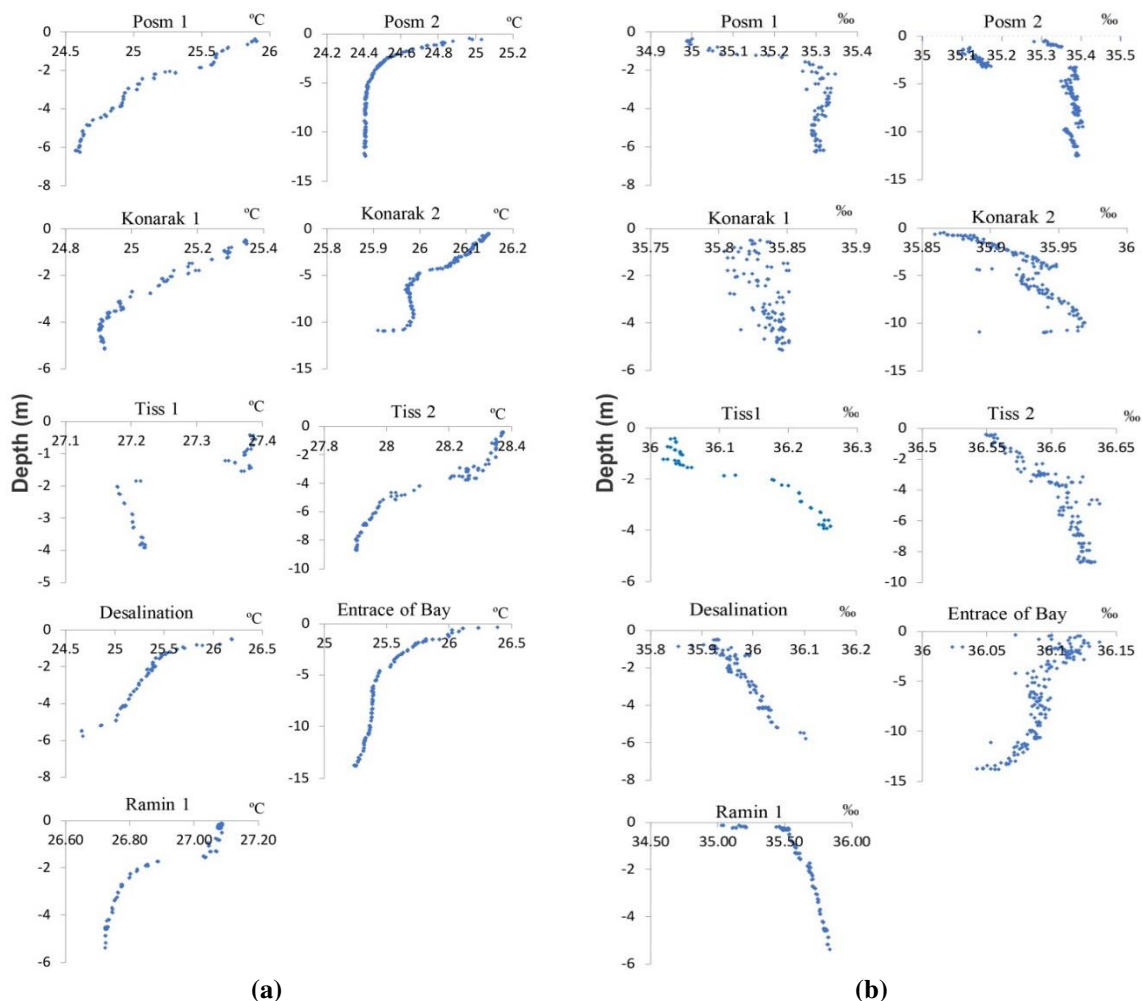 Posm 1 ºC
0
24.5 25 25.5 26
-2
-4
-6
-8
Posm 2 ºC
0
24.2 24.4 24.6 24.8 25 25.2
-5
-10
-15
Konarak 1 ºC
0
24.8 25 25.2 25.4
-2
-4
-6
Konarak 2 ºC
0
25.8 25.9 26 26.1 26.2
-5
-10
-15
Depth (m)
Tiss 1 ºC
0
27.1 27.2 27.3 27.4
-1
-2
-3
-4
-5
Tiss 2 ºC
0
27.8 28 28.2 28.4
-2
-4
-6
-8
-10
Desalination ºC
0
24.5 25 25.5 26 26.5
-2
-4
-6
-8
Entrace of Bay ºC
0
25 25.5 26 26.5
-5
-10
-15
Ramin 1 ºC
0
26.60 26.80 27.00 27.20
-2
-4
-6
(a)
Posm 1 ‰
0
34.9 35 35.1 35.2 35.3 35.4
-2
-4
-6
-8
Posm 2 ‰
0
35 35.1 35.2 35.3 35.4 35.5
-5
-10
-15
Konarak 1 ‰
0
35.75 35.8 35.85 35.9
-2
-4
-6
Konarak 2 ‰
0
35.85 35.9 35.95 36
-5
-10
-15
Depth (m)
Tiss1 ‰
0
36 36.1 36.2 36.3
-2
-4
-6
Tiss 2 ‰
0
36.5 36.55 36.6 36.65
-2
-4
-6
-8
-10
Desalination ‰
0
35.8 35.9 36 36.1 36.2
-2
-4
-6
-8
Entrace of Bay ‰
0
36 36.05 36.1 36.15
-5
-10
-15
Ramin 1 ‰
0
34.50 35.00 35.50 36.00
-2
-4
-6
(b)